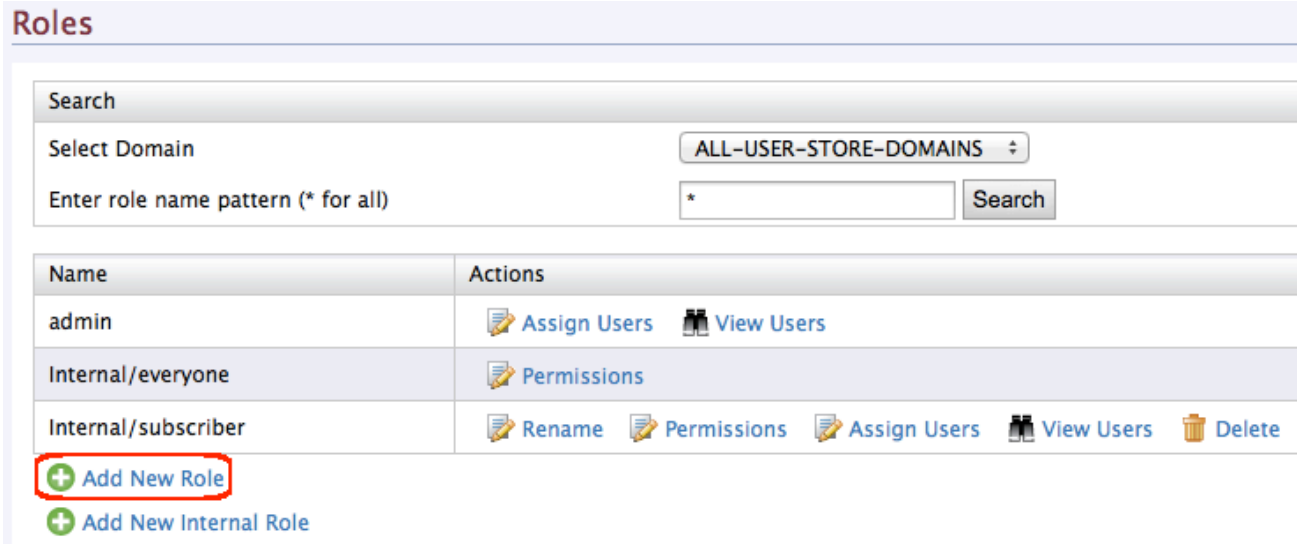 Roles
Search
Select Domain ALL-USER-STORE-DOMAINS
Enter role name pattern (* for all) * Search
Name Actions
admin Assign Users View Users
Internal/everyone Permissions
Internal/subscriber Rename Permissions Assign Users View Users Delete
Add New Role
Add New Internal Role